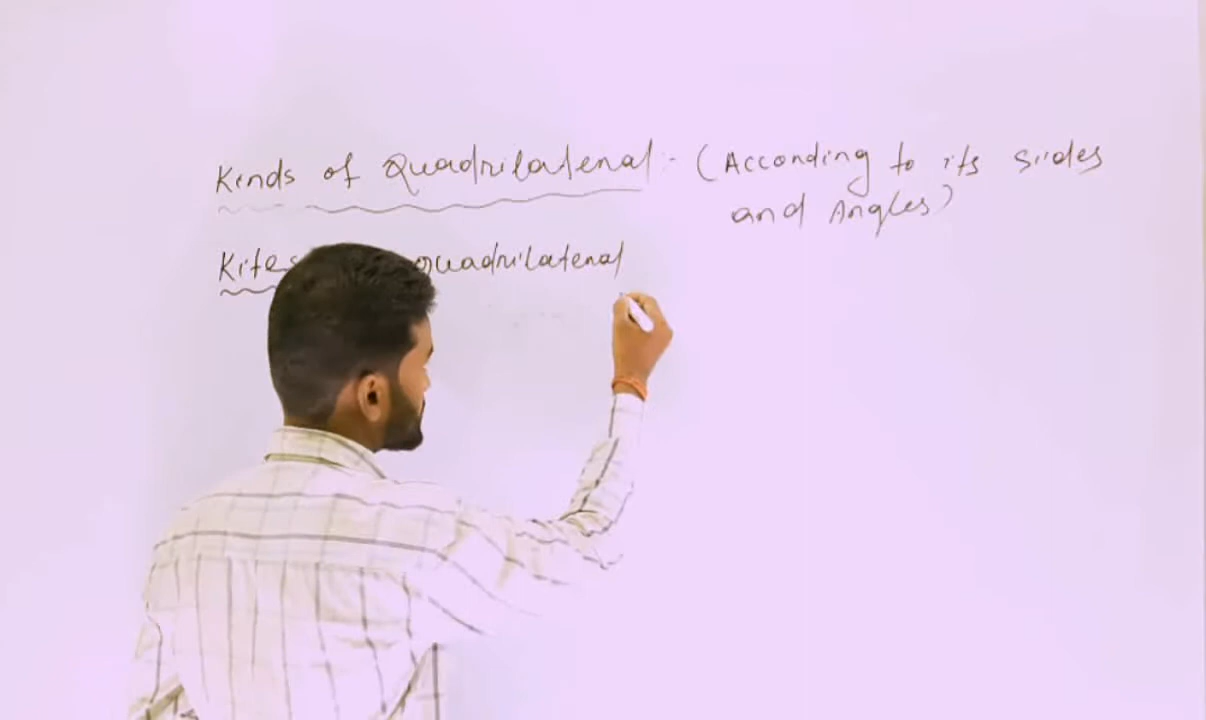 Kinds of Quadrilateral :- (According to its sides
and Angles)
Kites quadrilateral